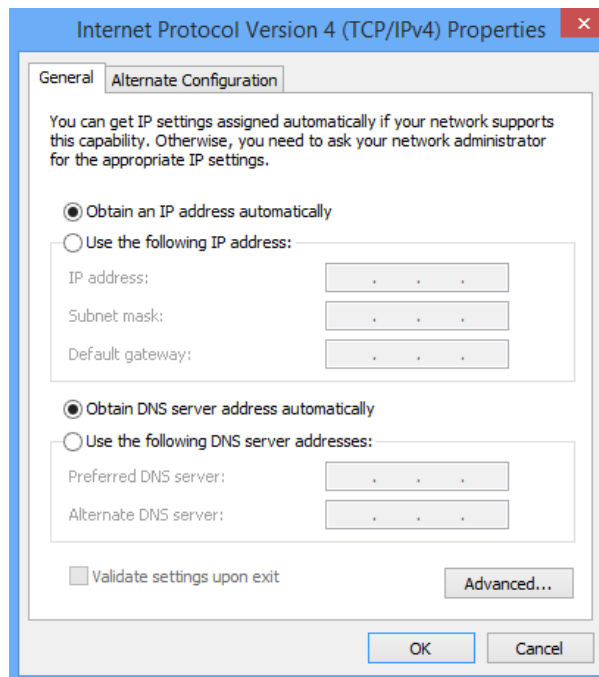 Internet Protocol Version 4 (TCP/IPv4) Properties
General
Alternate Configuration
You can get IP settings assigned automatically if your network supports
this capability. Otherwise, you need to ask your network administrator
for the appropriate IP settings.
Obtain an IP address automatically
Use the following IP address:
IP address:
Subnet mask:
Default gateway:
Obtain DNS server address automatically
Use the following DNS server addresses:
Preferred DNS server:
Alternate DNS server:
Validate settings upon exit
Advanced...
OK
Cancel